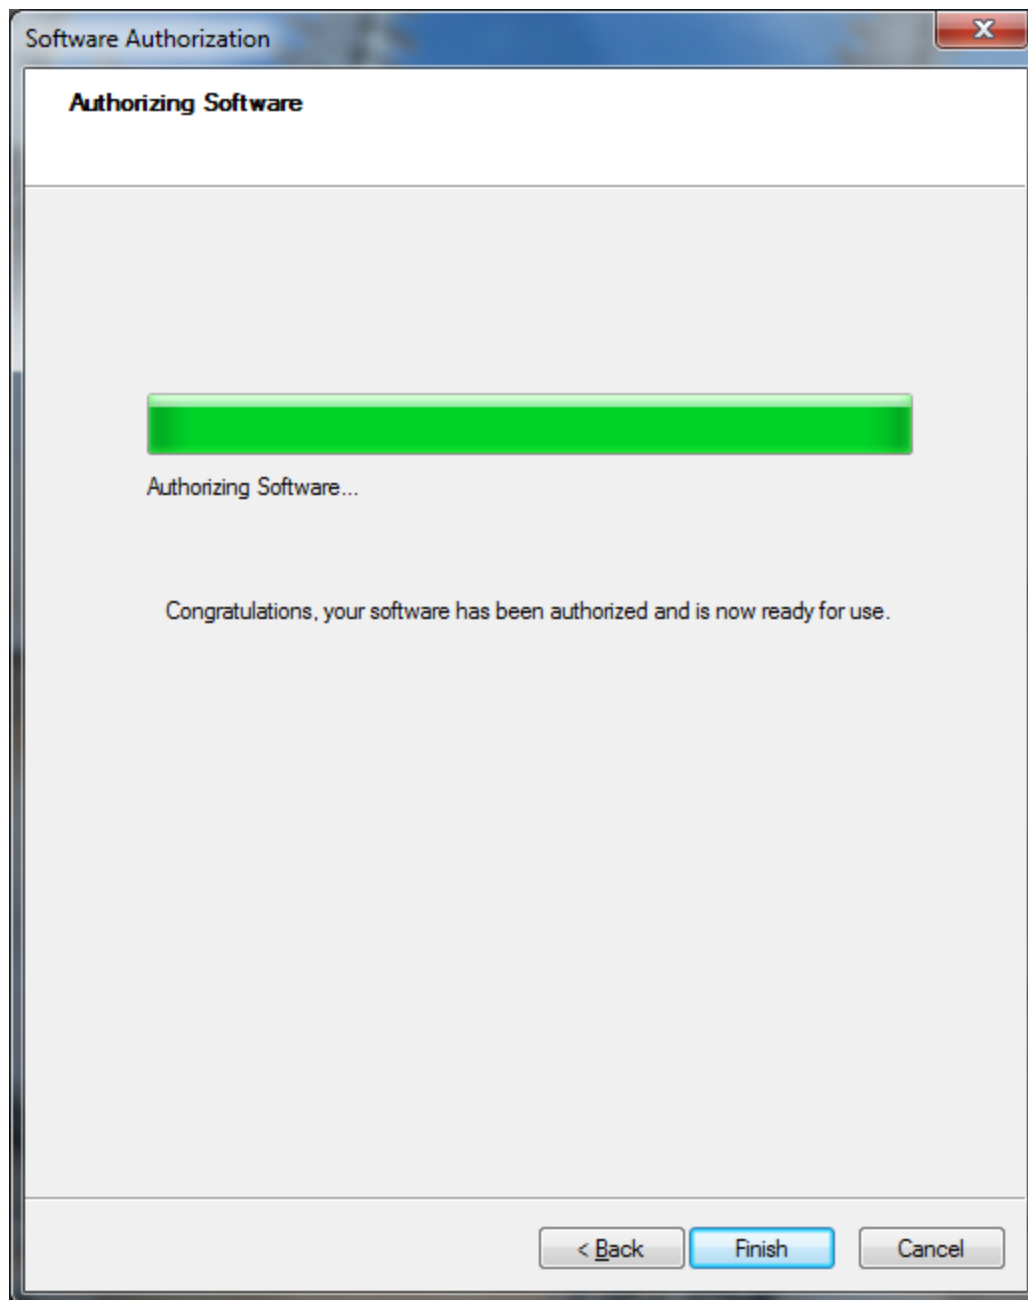 Software Authorization
Authorizing Software
Authorizing Software...
Congratulations, your software has been authorized and is now ready for use.
< Back
Finish
Cancel